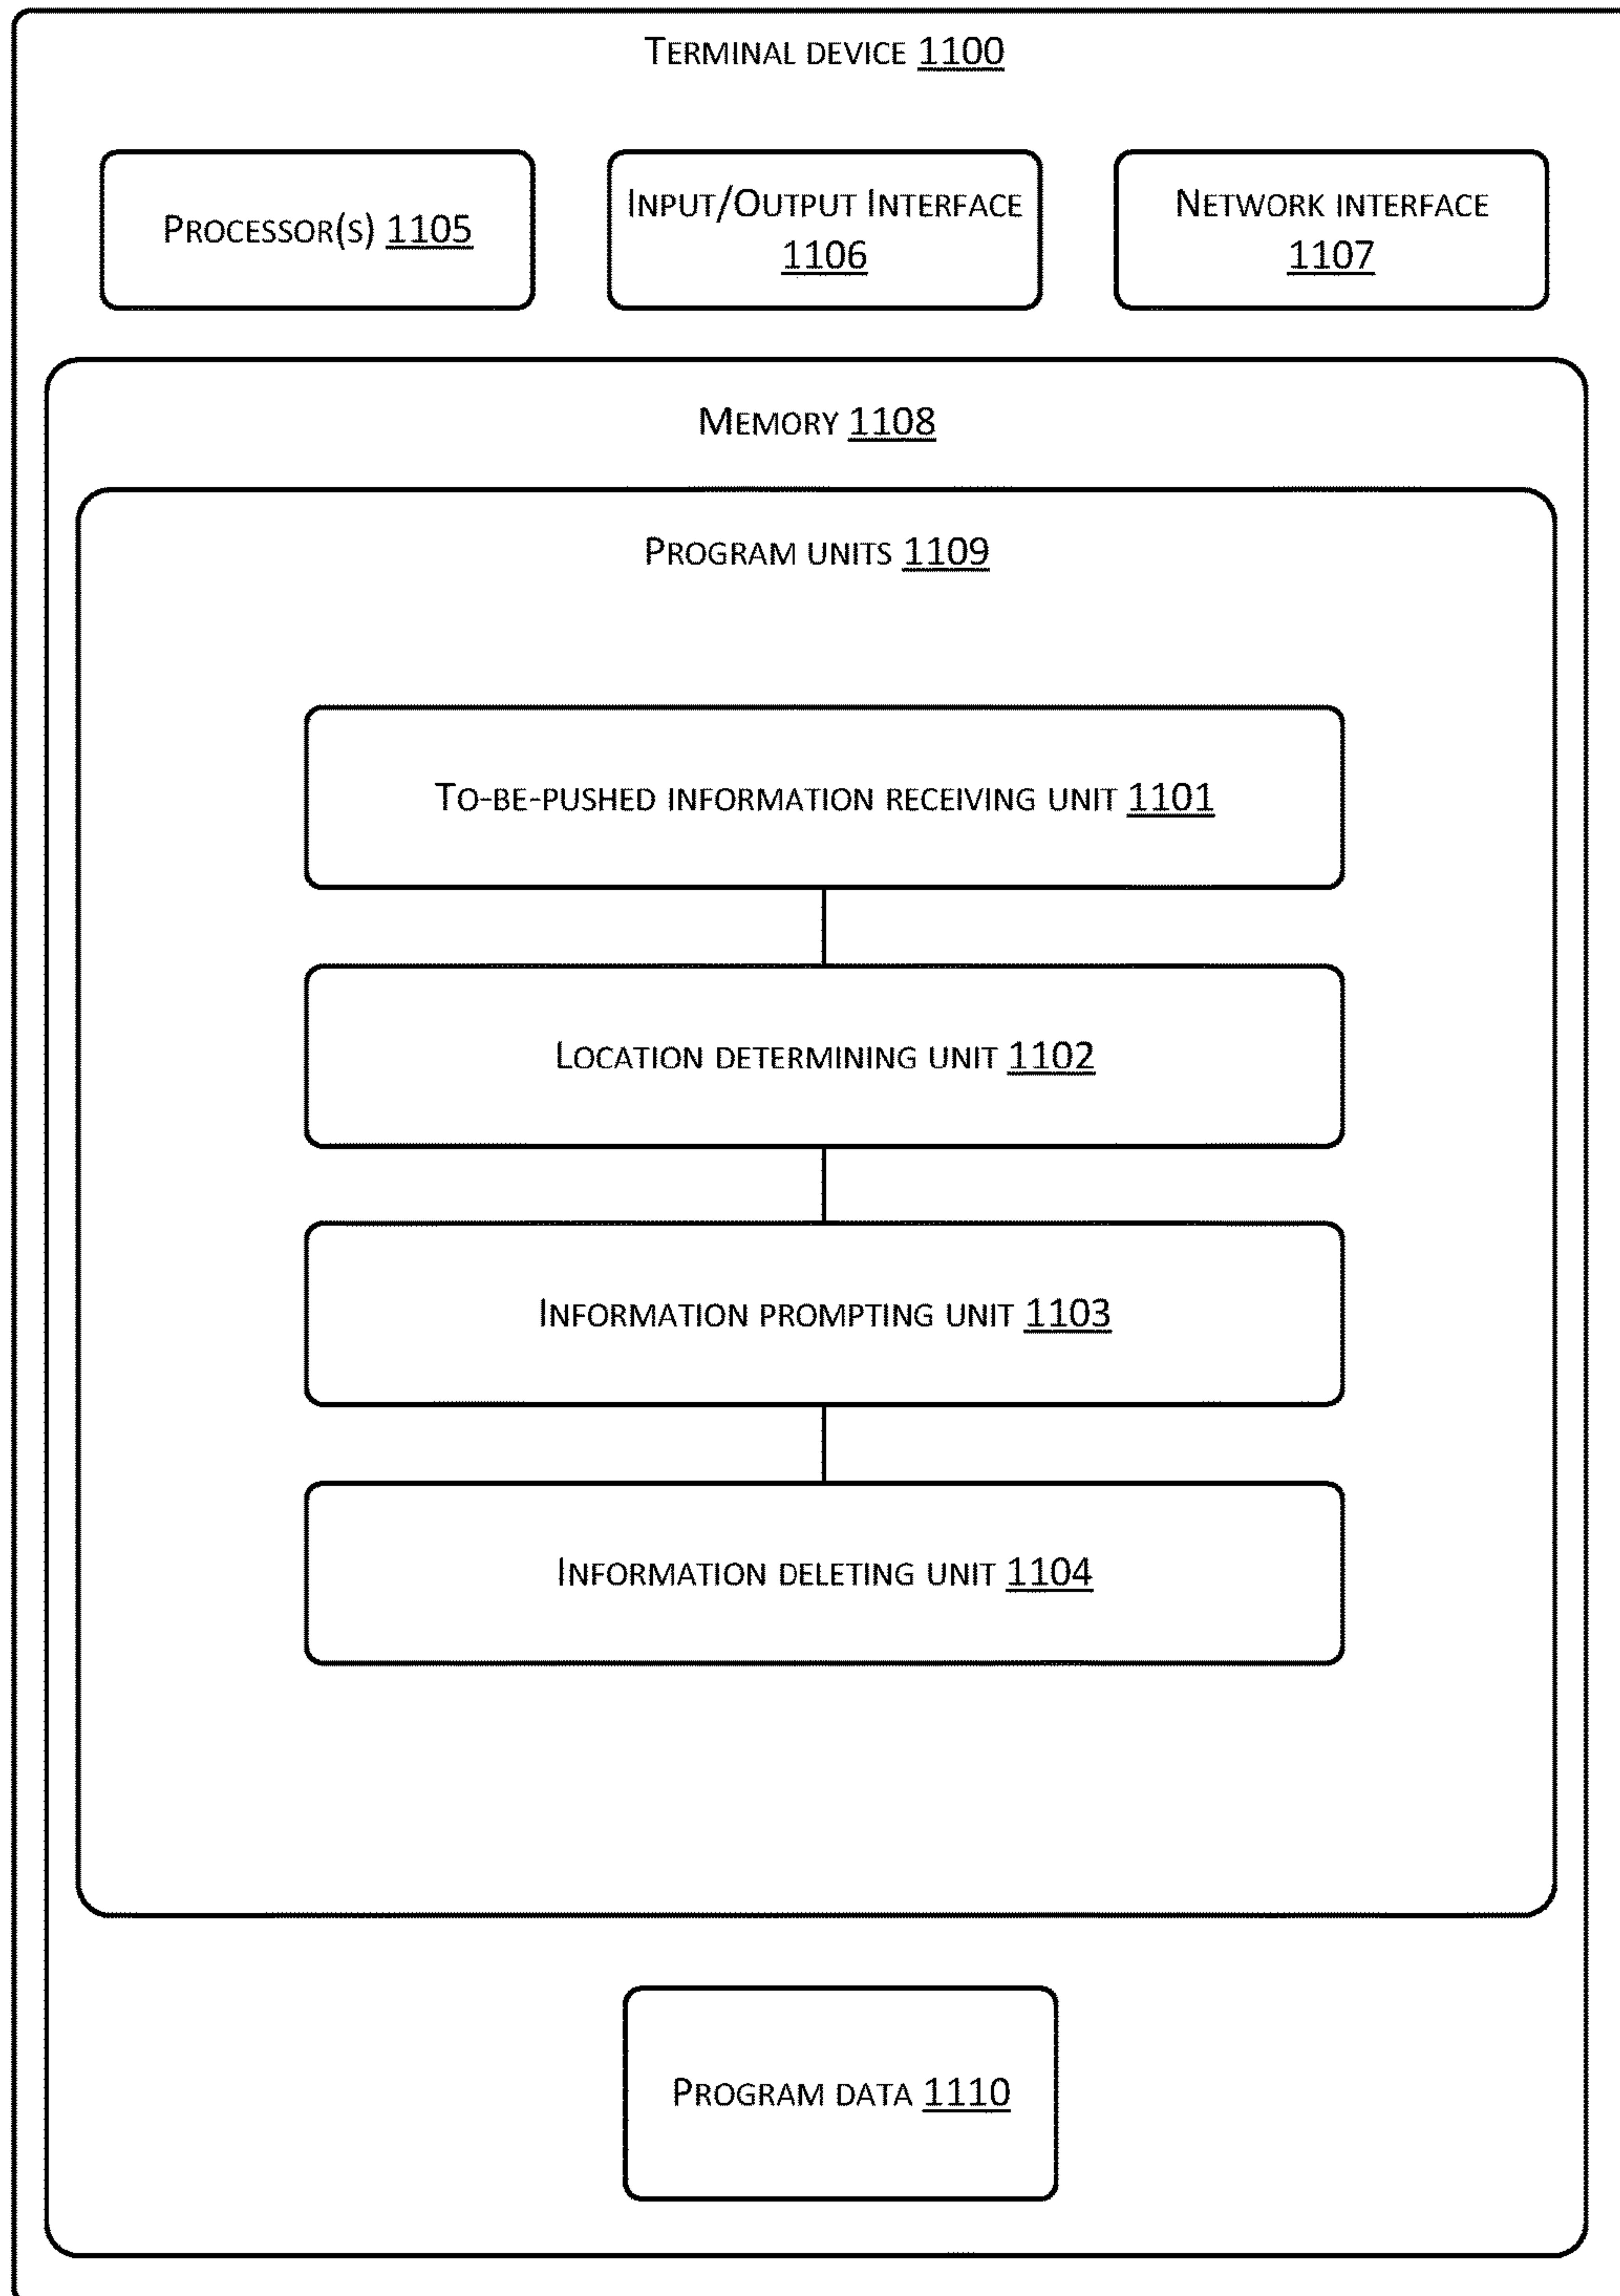 TERMINAL DEVICE 1100
PROCESSOR(S) 1105
INPUT/OUTPUT INTERFACE
1106
NETWORK INTERFACE
1107
MEMORY 1108
PROGRAM UNITS 1109
TO-BE-PUSHED INFORMATION RECEIVING UNIT 1101
LOCATION DETERMINING UNIT 1102
INFORMATION PROMPTING UNIT 1103
INFORMATION DELETING UNIT 1104
PROGRAM DATA 1110